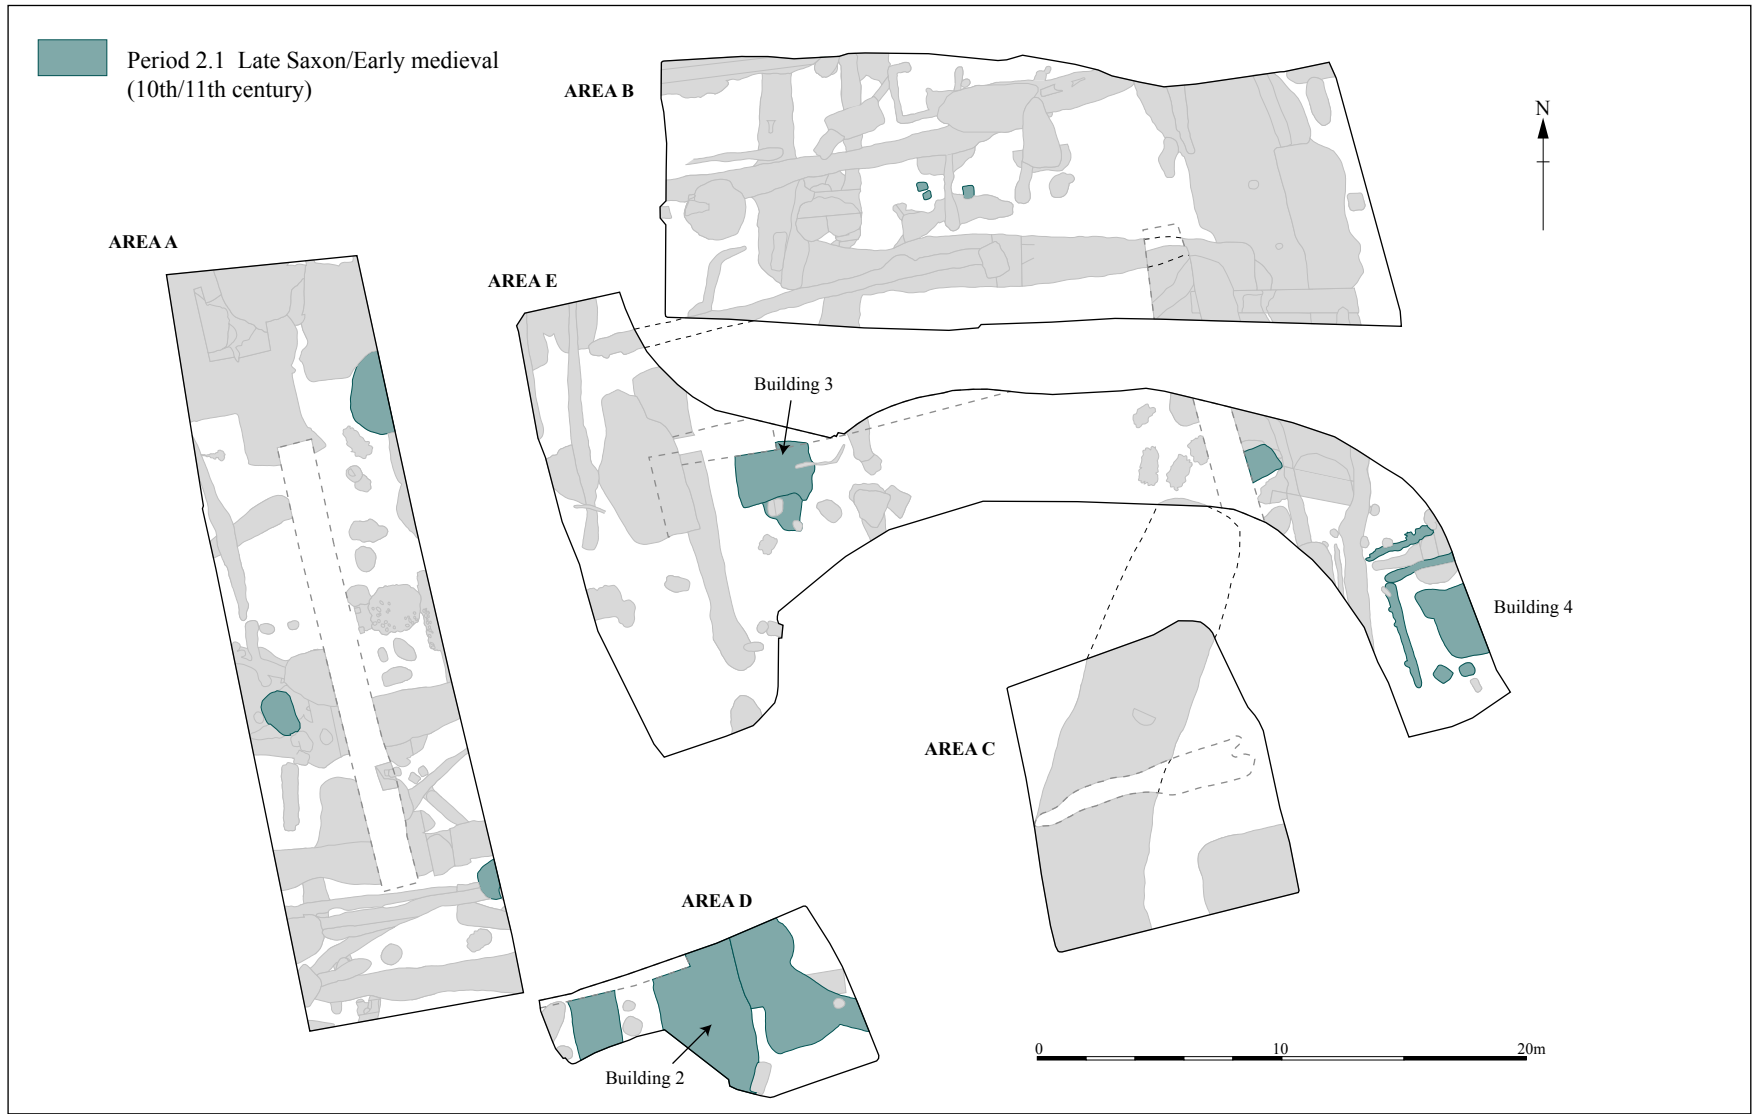 Period 2.1  Late Saxon/Early medieval
(10th/11th century)
AREA B
N
AREA A
AREA E
Building 3
Building 4
AREA C
AREA D
Building 2
0 10 20m